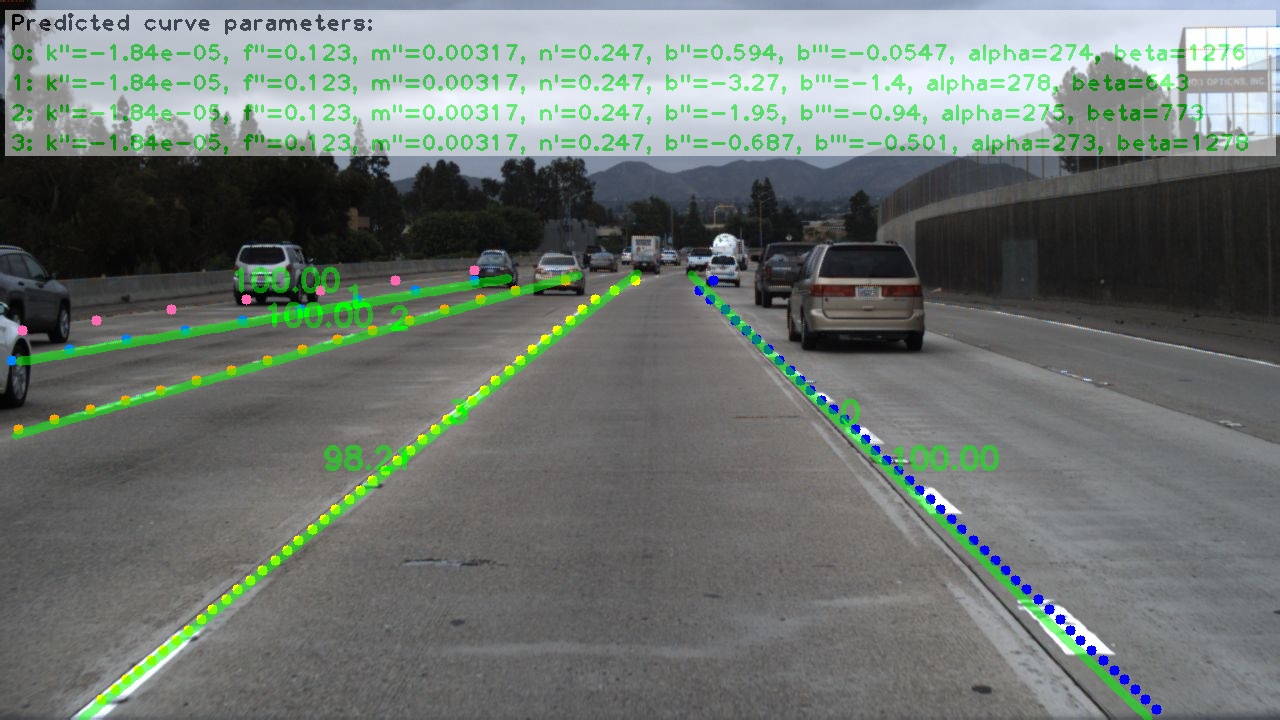 Predicted curve parameters:
0: k''=-1.84e-05, f''=0.123, m''=0.00317, n'=0.247, b''=0.594, b'''=-0.0547, alpha=274, beta=1276
1: k''=-1.84e-05, f''=0.123, m''=0.00317, n'=0.247, b''=-3.27, b'''=-1.4, alpha=278, beta=643
2: k''=-1.84e-05, f''=0.123, m''=0.00317, n'=0.247, b''=-1.95, b'''=-0.94, alpha=275, beta=773
3: k''=-1.84e-05, f''=0.123, m''=0.00317, n'=0.247, b''=-0.687, b'''=-0.501, alpha=273, beta=1278
OPTICS, INC
100.00 1
100.00 2
3 0
98.21 100.00